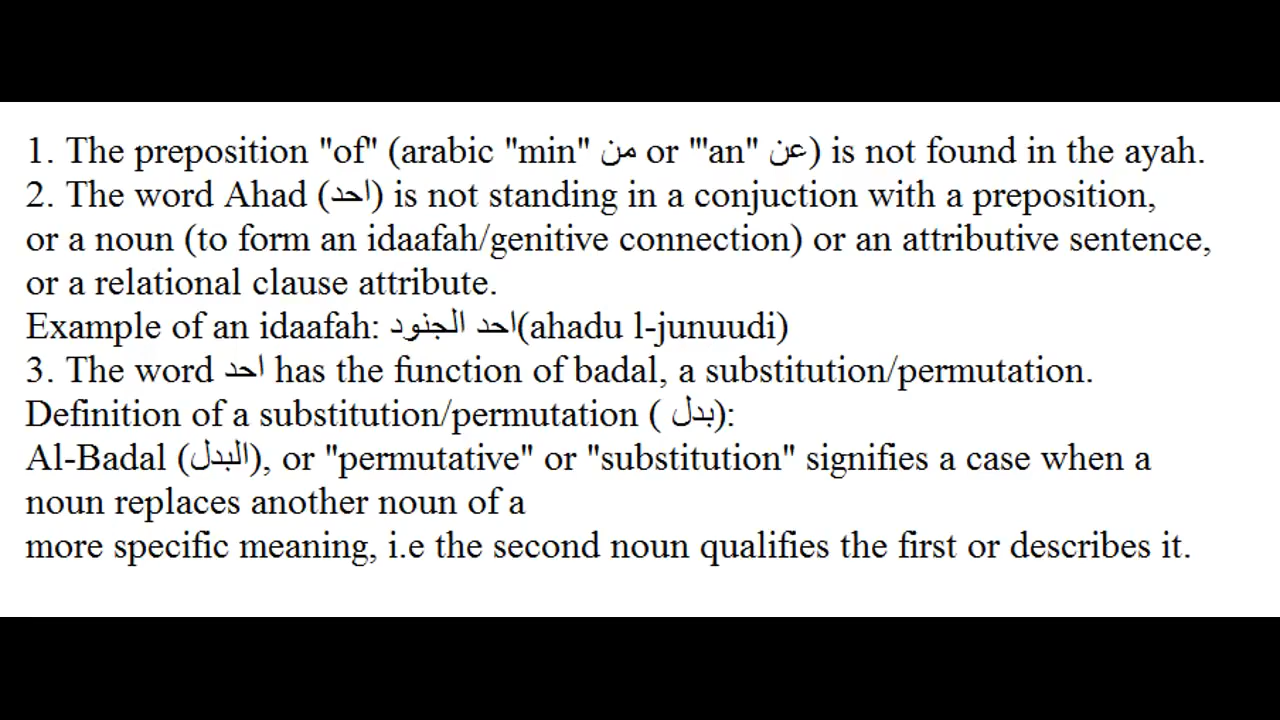 1. The preposition "of" (arabic "min" من or "'an" عن) is not found in the ayah.
2. The word Ahad (احد) is not standing in a conjuction with a preposition,
or a noun (to form an idaafah/genitive connection) or an attributive sentence,
or a relational clause attribute.
Example of an idaafah: احد الجنود(ahadu l-junuudi)
3. The word احد has the function of badal, a substitution/permutation.
Definition of a substitution/permutation ( بدل):
Al-Badal (البدل), or "permutative" or "substitution" signifies a case when a
noun replaces another noun of a
more specific meaning, i.e the second noun qualifies the first or describes it.